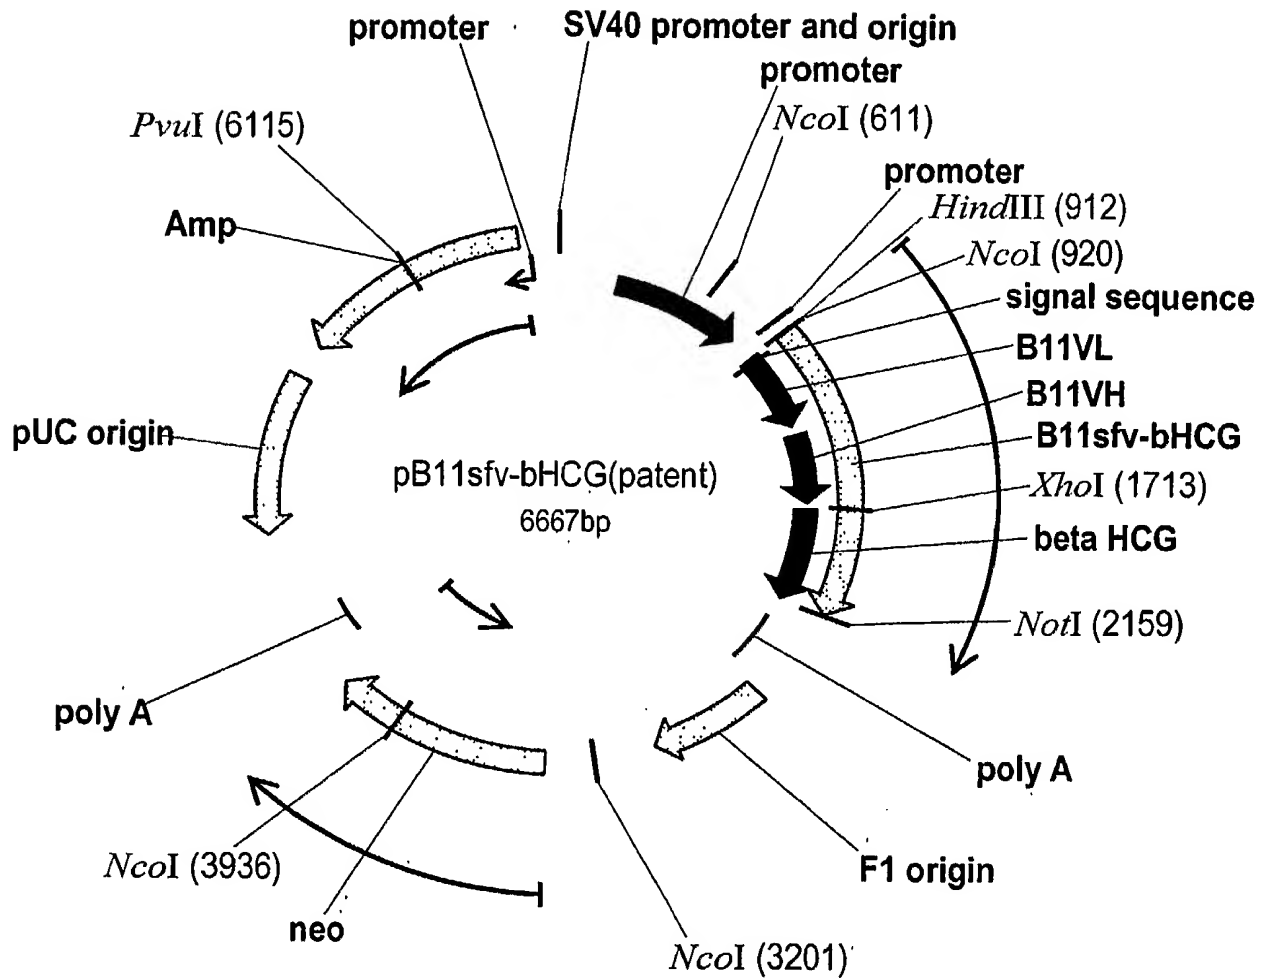 promoter
SV40 promoter and origin
promoter
NcoI (611)
PvuI (6115)
promoter
HindIII (912)
Amp
NcoI (920)
signal sequence
B11VL
B11VH
pUC origin
B11sfv-bHCG
pB11sfv-bHCG(patent)
XhoI (1713)
6667bp
beta HCG
NotI (2159)
poly A
poly A
NcoI (3936)
F1 origin
neo
NcoI (3201)